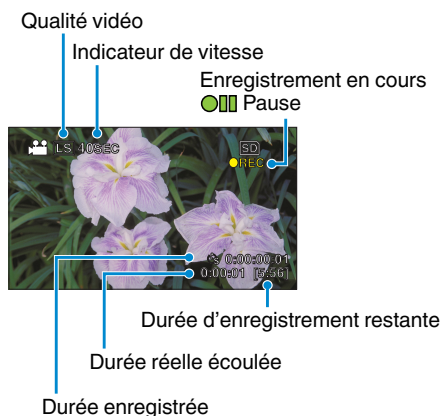 Qualité vidéo
Indicateur de vitesse
Enregistrement en cours
Pause
LS 40SEC
SD
REC
0:00:00:01
0:00:01 [5:56]
Durée d'enregistrement restante
Durée réelle écoulée
Durée enregistrée